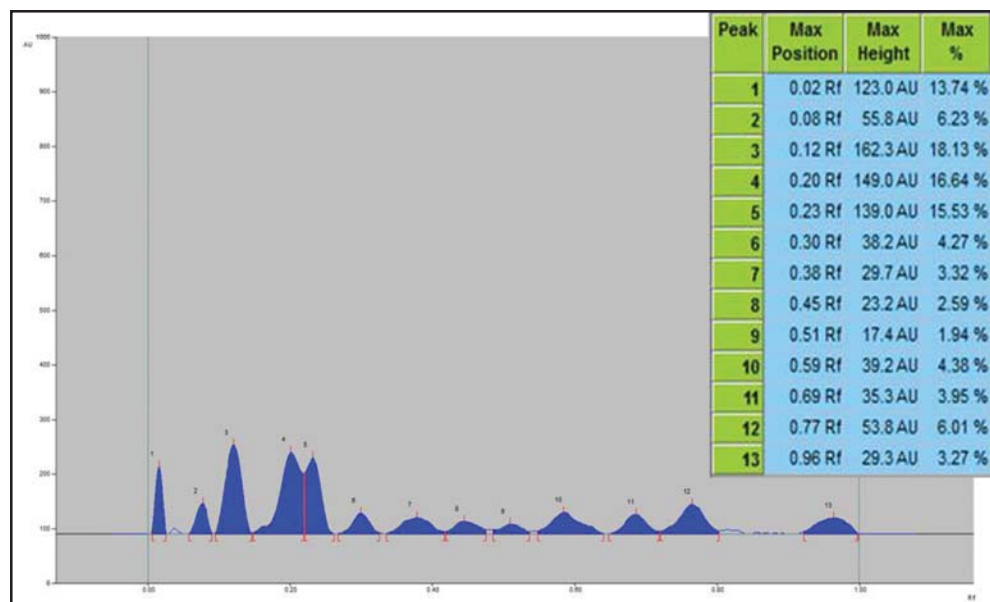 Peak Max Position Max Height Max %
1 0.02 Rf 123.0 AU 13.74 %
2 0.08 Rf 55.8 AU 6.23 %
3 0.12 Rf 162.3 AU 18.13 %
4 0.20 Rf 149.0 AU 16.64 %
5 0.23 Rf 139.0 AU 15.53 %
6 0.30 Rf 38.2 AU 4.27 %
7 0.38 Rf 29.7 AU 3.32 %
8 0.45 Rf 23.2 AU 2.59 %
9 0.51 Rf 17.4 AU 1.94 %
10 0.59 Rf 39.2 AU 4.38 %
11 0.69 Rf 35.3 AU 3.95 %
12 0.77 Rf 53.8 AU 6.01 %
13 0.96 Rf 29.3 AU 3.27 %
AU
1000
900
800
700
600
500
400
300
200
100
0
1 2 3 4 5 6 7 8 9 10 11 12 13
0.00 0.20 0.40 0.60 0.80 1.00
Rf